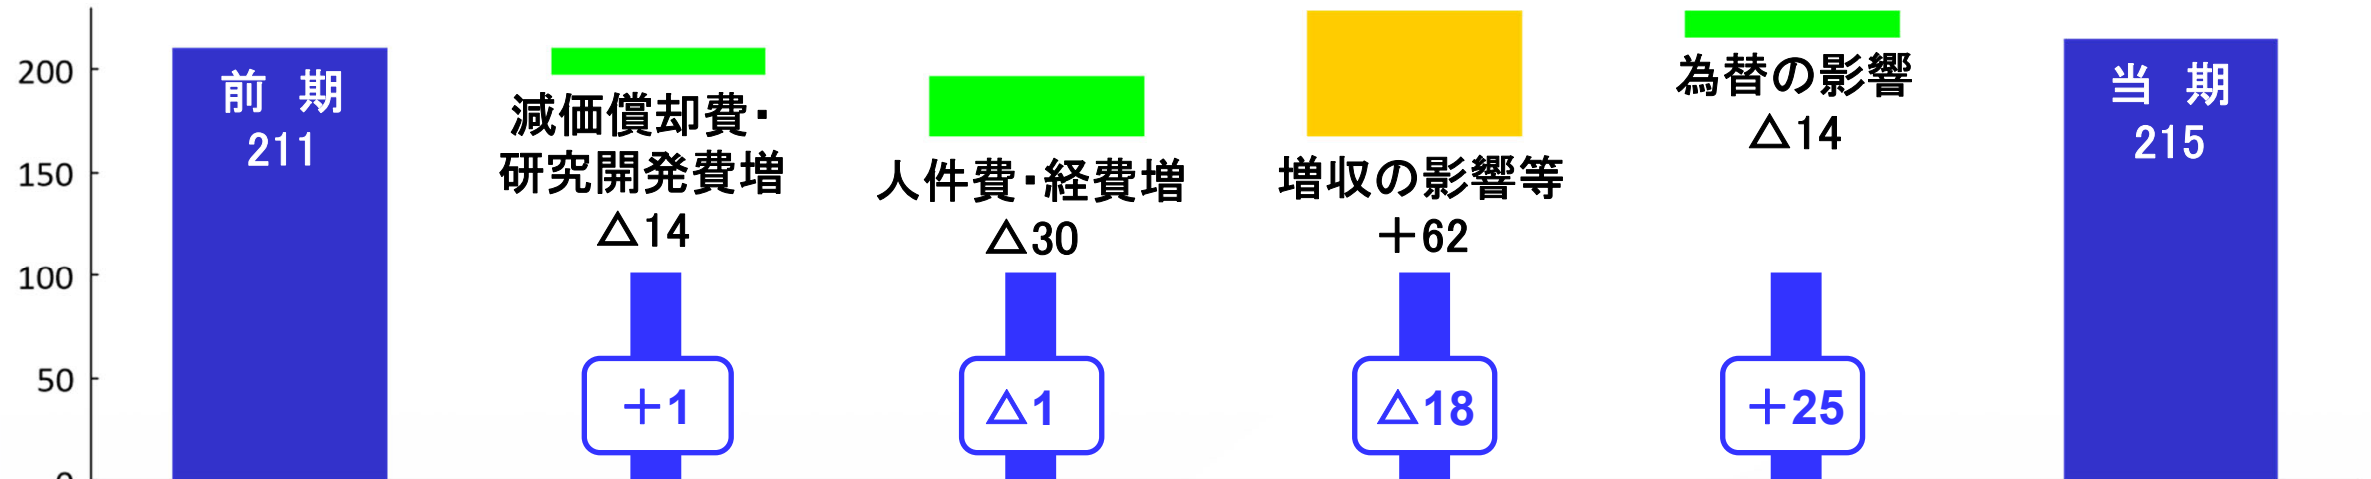 200
150
100
50
0
前 期
211
減価償却費・
研究開発費増
△14
人件費・経費増
△30
増収の影響等
＋62
為替の影響
△14
当 期
215
＋1
△1
△18
＋25